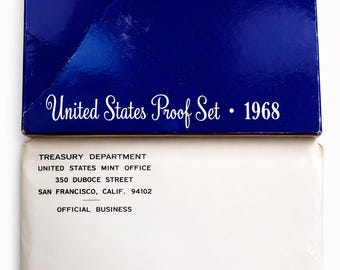 United States Proof Set • 1968
TREASURY DEPARTMENT
UNITED STATES MINT OFFICE
350 DUBOCE STREET
SAN FRANCISCO, CALIF. 94102
OFFICIAL BUSINESS